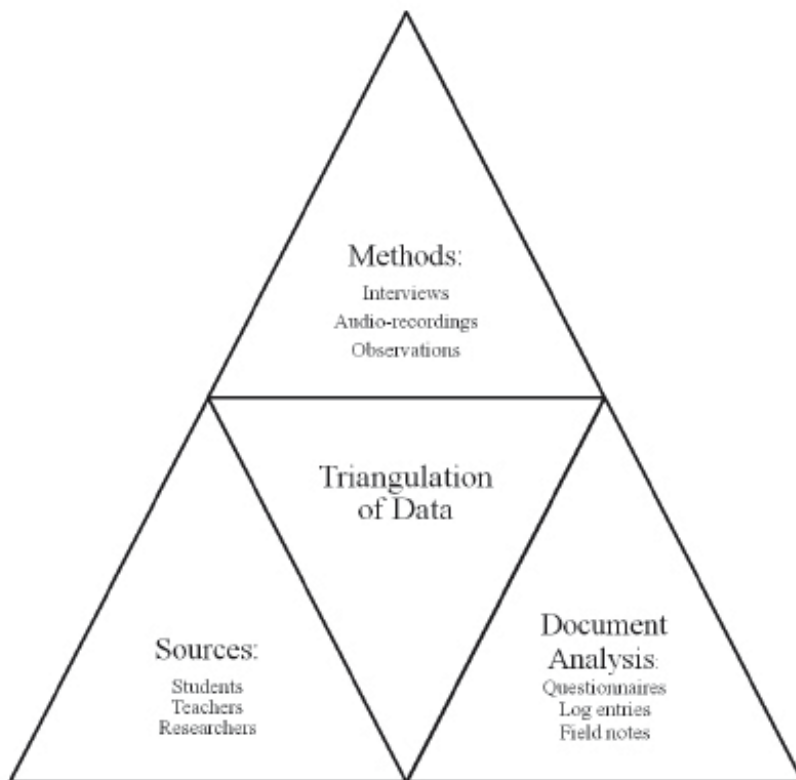 Methods:
Interviews
Audio-recordings
Observations
Triangulation
of Data
Sources:
Students
Teachers
Researchers
Document
Analysis:
Questionnaires
Log entries
Field notes